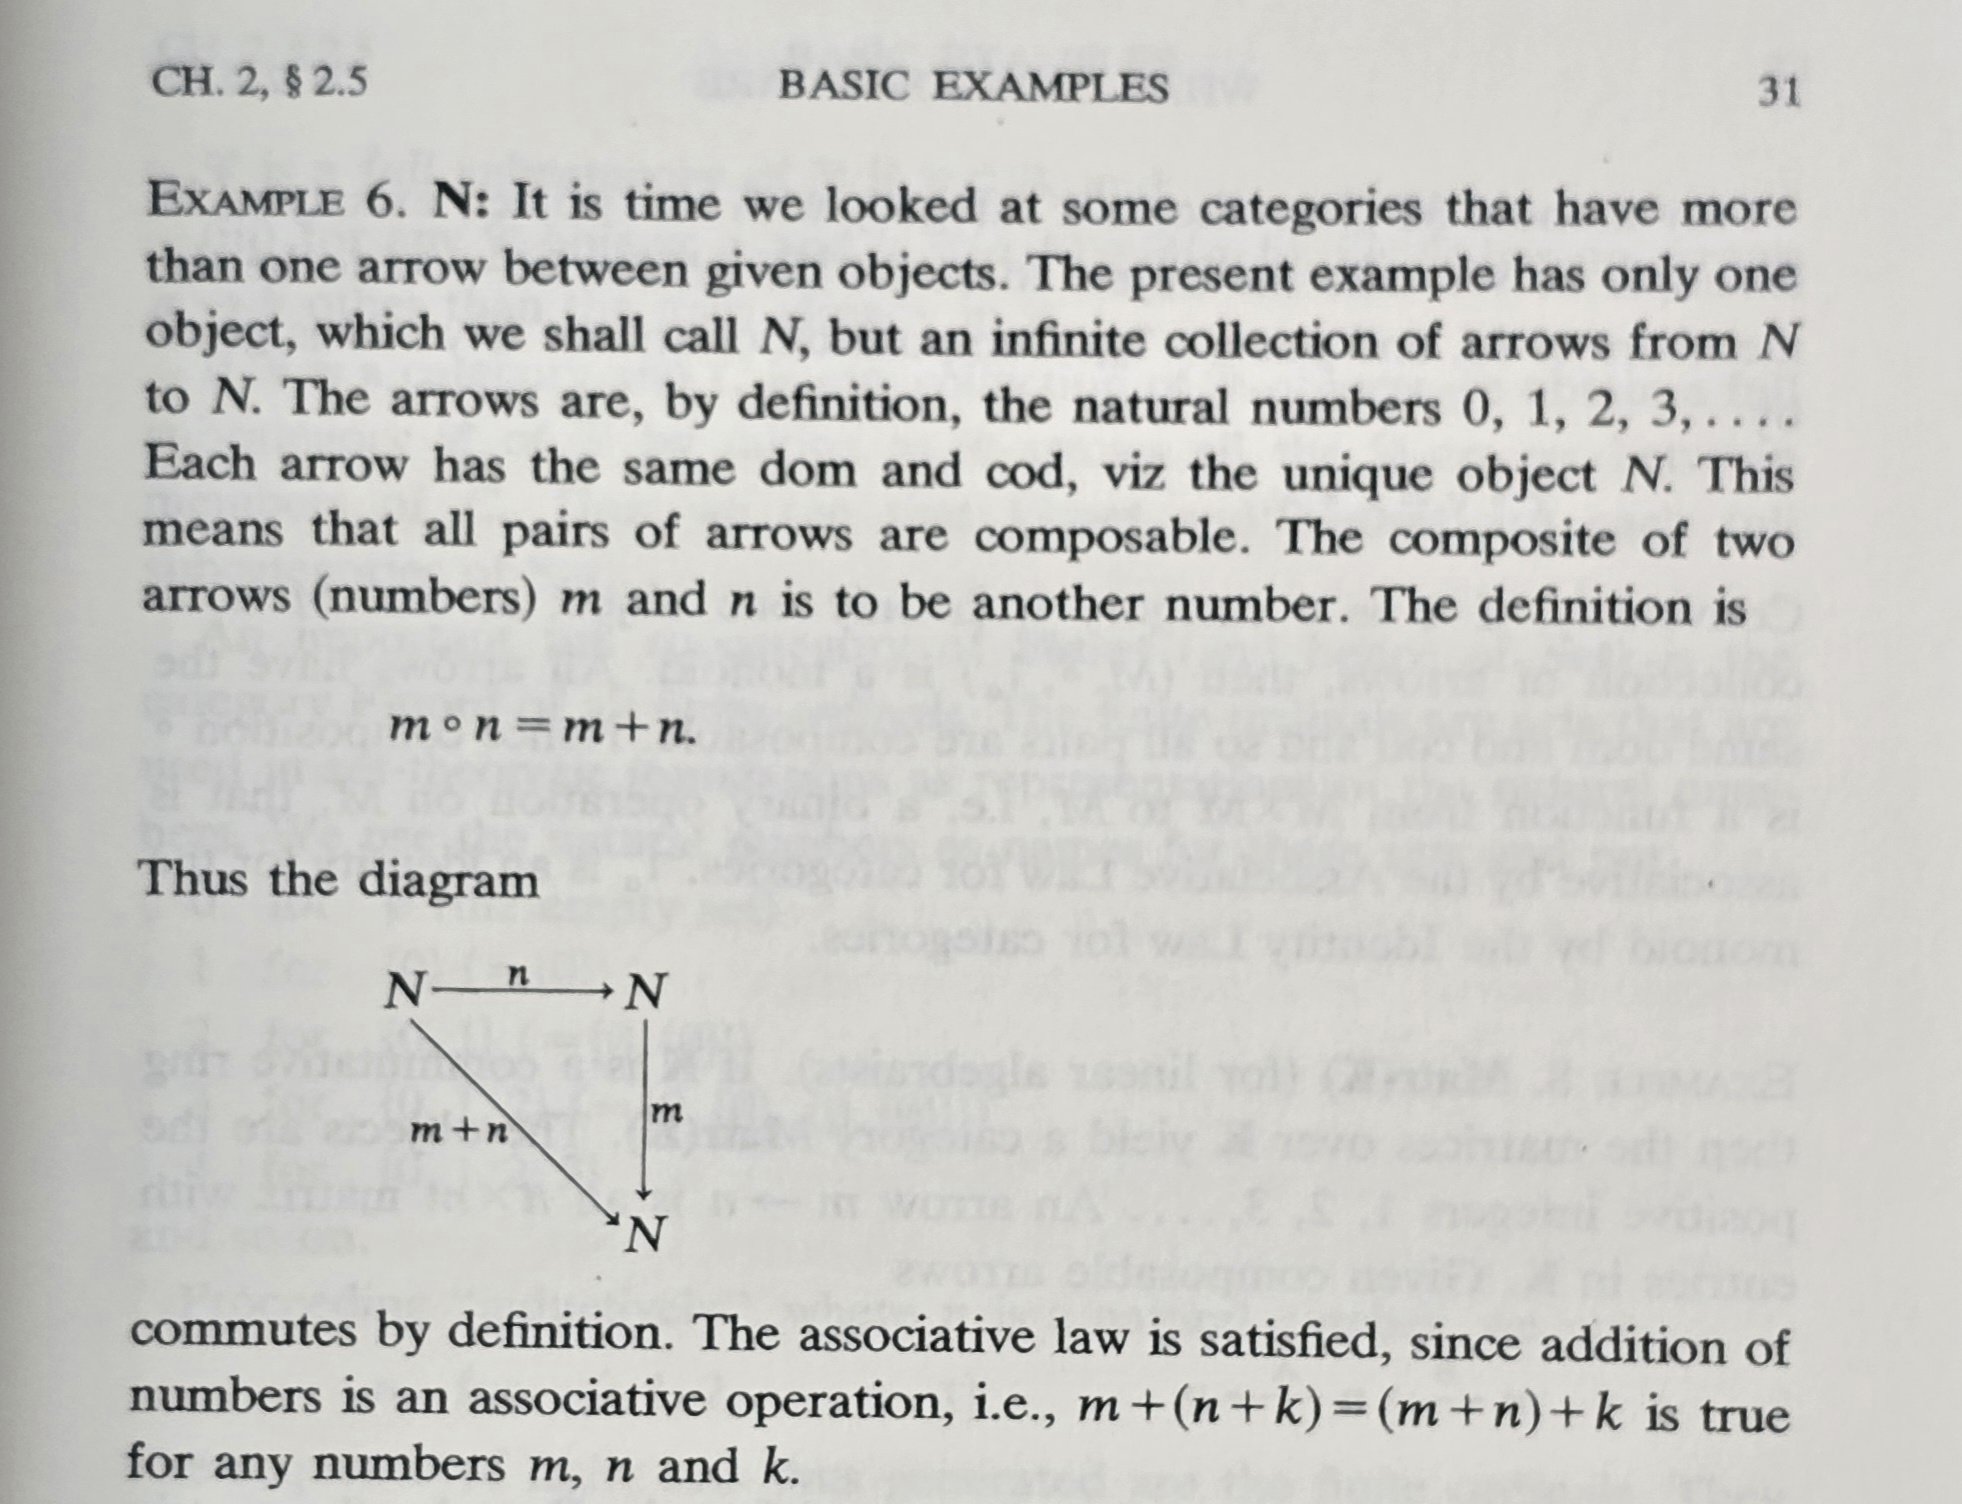 CH. 2, § 2.5 BASIC EXAMPLES 31
EXAMPLE 6. N: It is time we looked at some categories that have more
than one arrow between given objects. The present example has only one
object, which we shall call N, but an infinite collection of arrows from N
to N. The arrows are, by definition, the natural numbers 0, 1, 2, 3, . . . .
Each arrow has the same dom and cod, viz the unique object N. This
means that all pairs of arrows are composable. The composite of two
arrows (numbers) m and n is to be another number. The definition is
m ∘ n = m + n.
Thus the diagram
N n N
m + n m
N
commutes by definition. The associative law is satisfied, since addition of
numbers is an associative operation, i.e., m + (n + k) = (m + n) + k is true
for any numbers m, n and k.